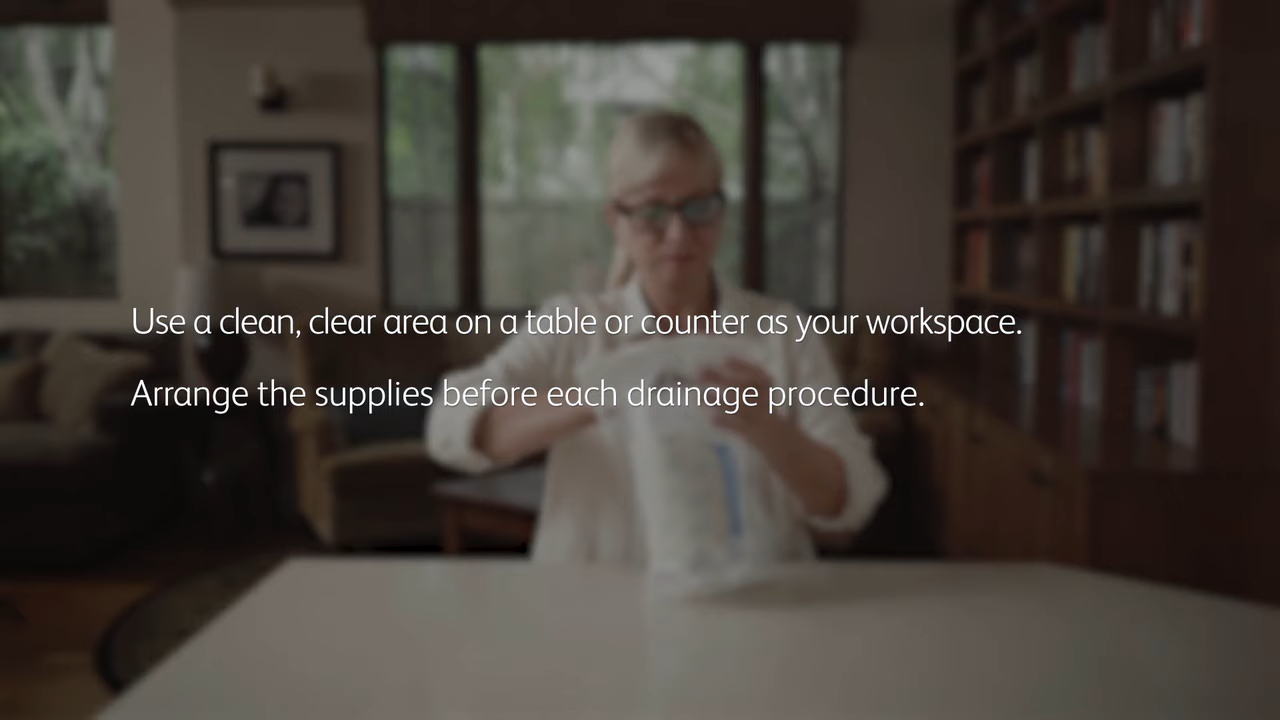 Use a clean, clear area on a table or counter as your workspace.
Arrange the supplies before each drainage procedure.